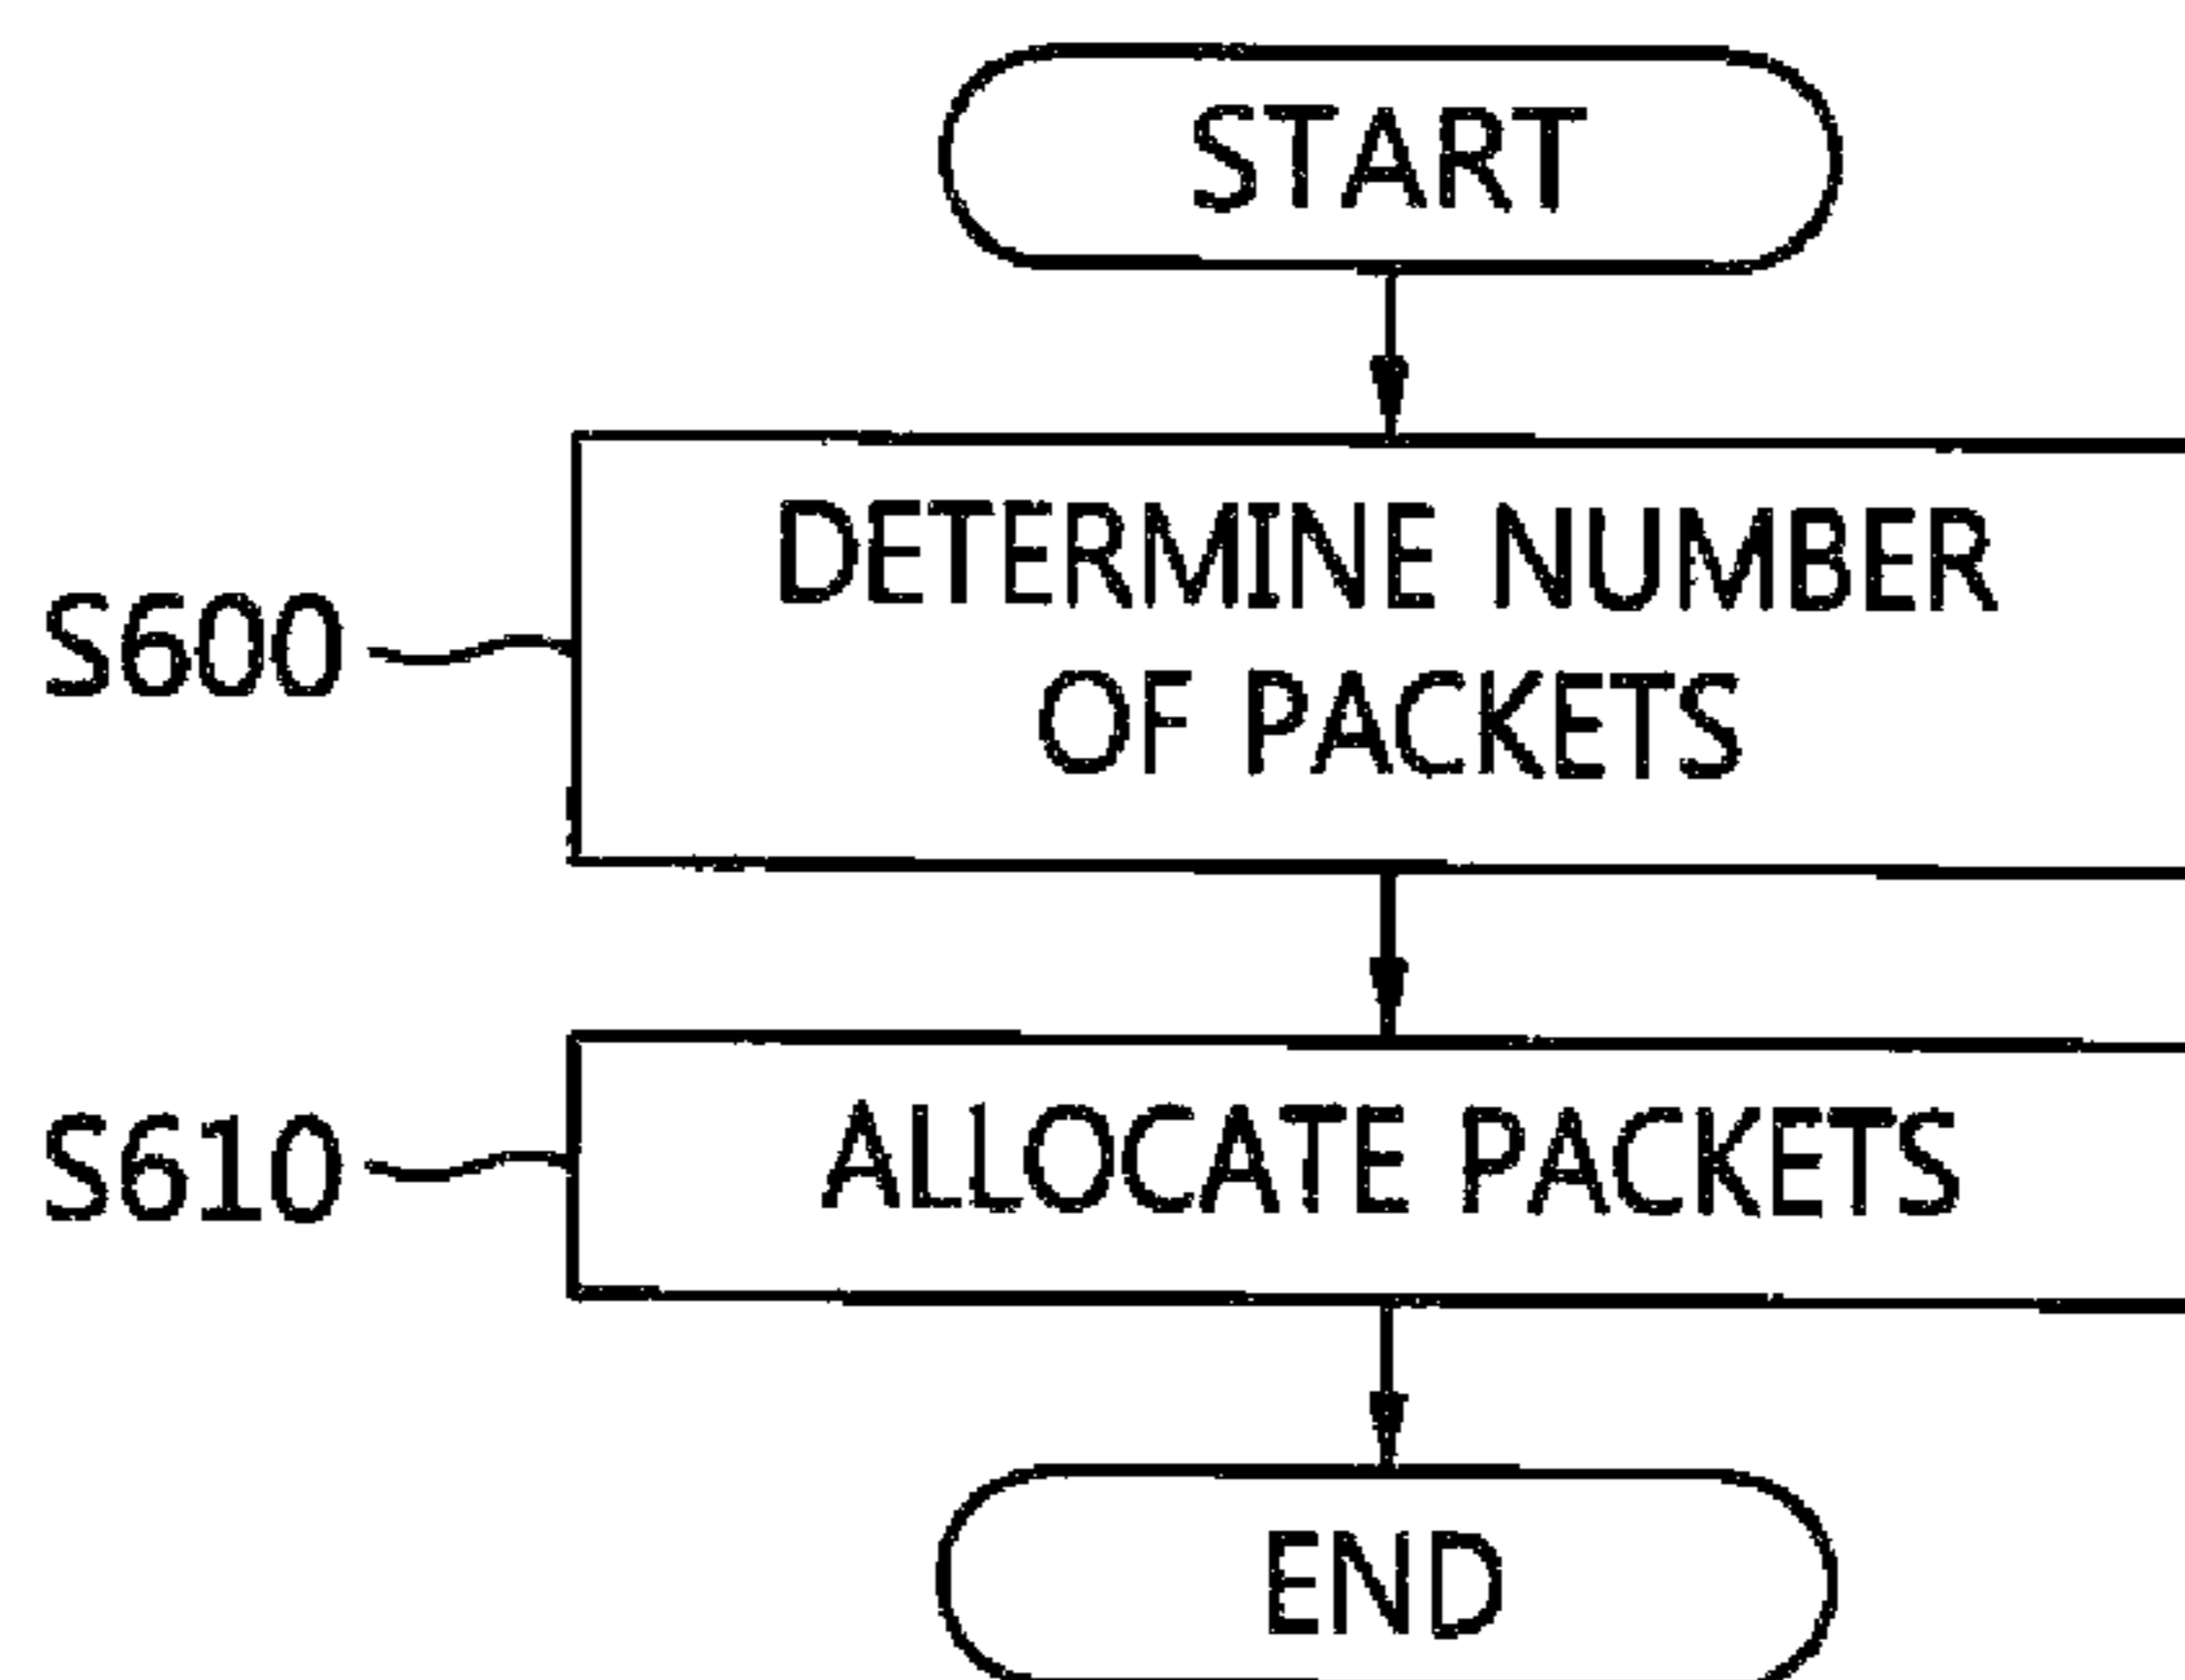 START
DETERMINE NUMBER
OF PACKETS
S600
ALLOCATE PACKETS
S610
END